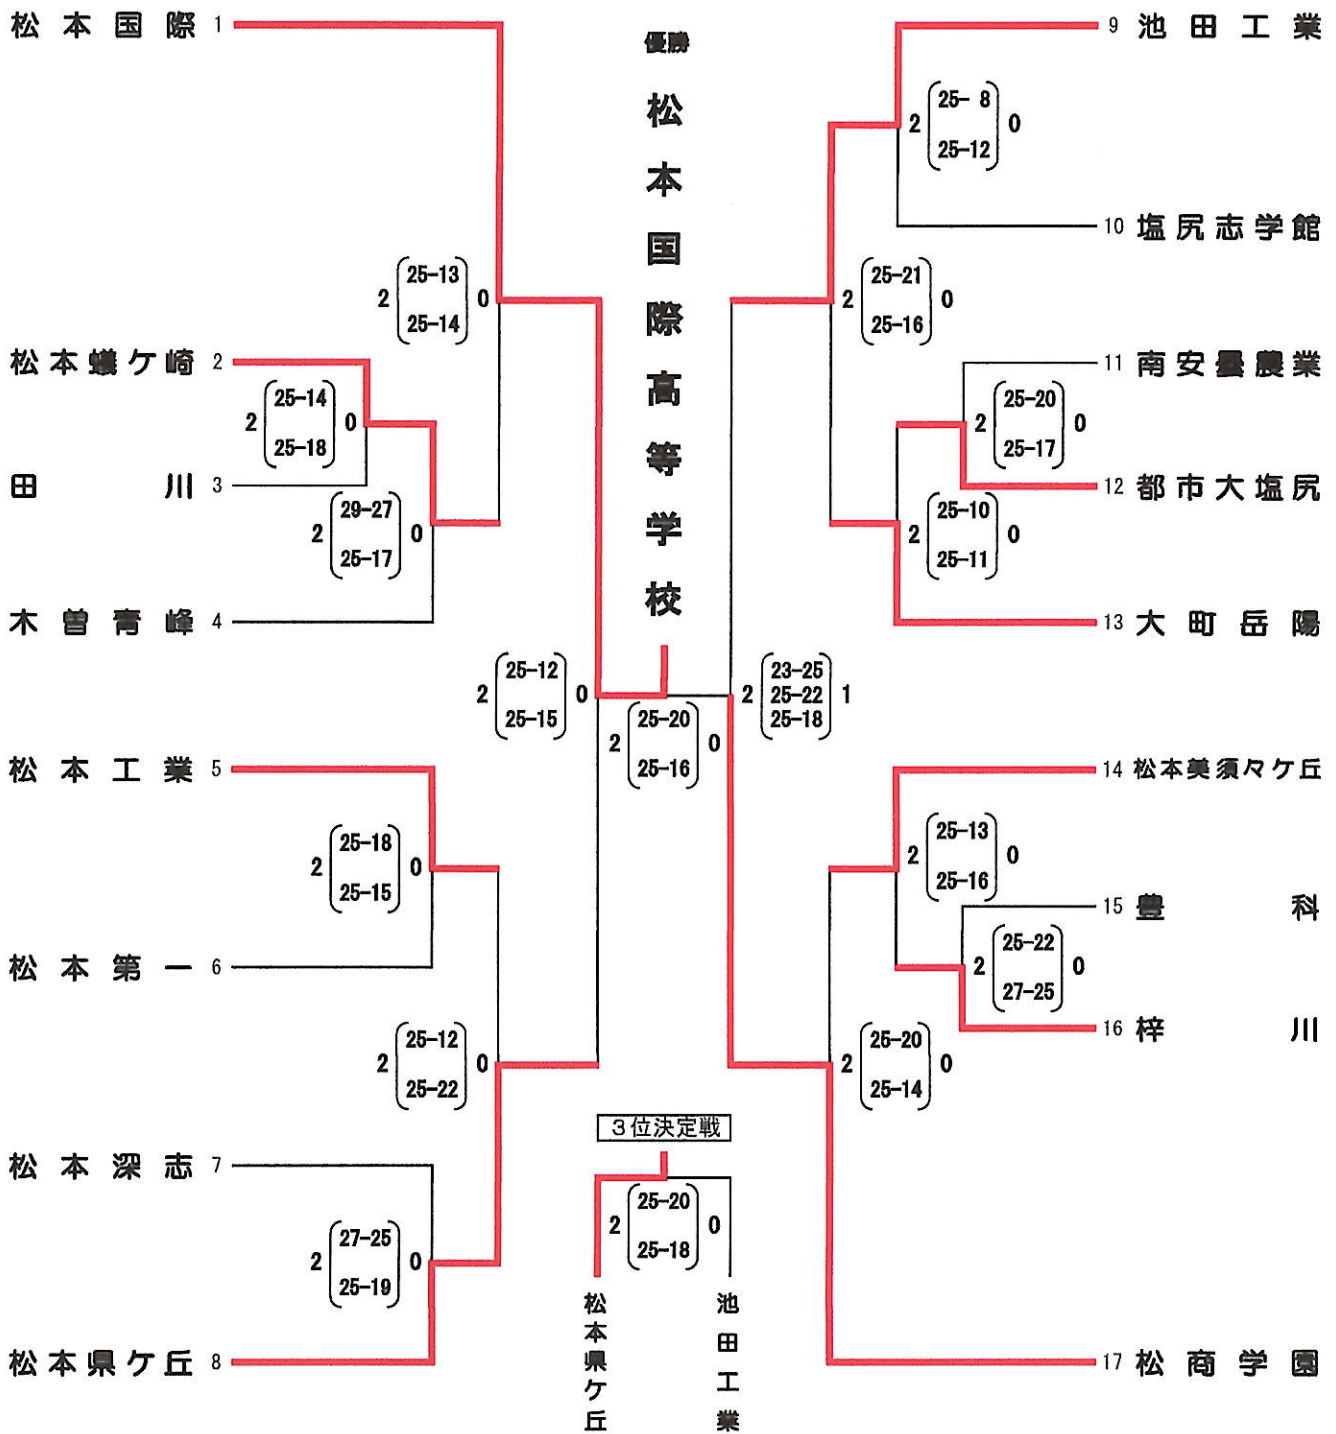 松本国際 1
優勝
松本国際高等学校
9 池田工業
2 25- 8 0
25-12
10 塩尻志学館
2 25-13 0
25-14
2 25-21 0
25-16
松本蟻ケ崎 2
11 南安曇農業
2 25-14 0
25-18
2 25-20 0
25-17
田川 3
12 都市大塩尻
2 29-27 0
25-17
2 25-10 0
25-11
木曽青峰 4
13 大町岳陽
2 25-12 0
25-15
2 25-20 0
25-16
2 23-25 1
25-22
25-18
松本工業 5
14 松本美須々ケ丘
2 25-18 0
25-15
2 25-13 0
25-16
15 豊科
松本第一 6
2 25-22 0
27-25
16 梓川
2 25-12 0
25-22
2 25-20 0
25-14
3位決定戦
松本深志 7
2 25-20 0
25-18
2 27-25 0
25-19
松本県ケ丘
池田工業
松本県ケ丘 8
17 松商学園